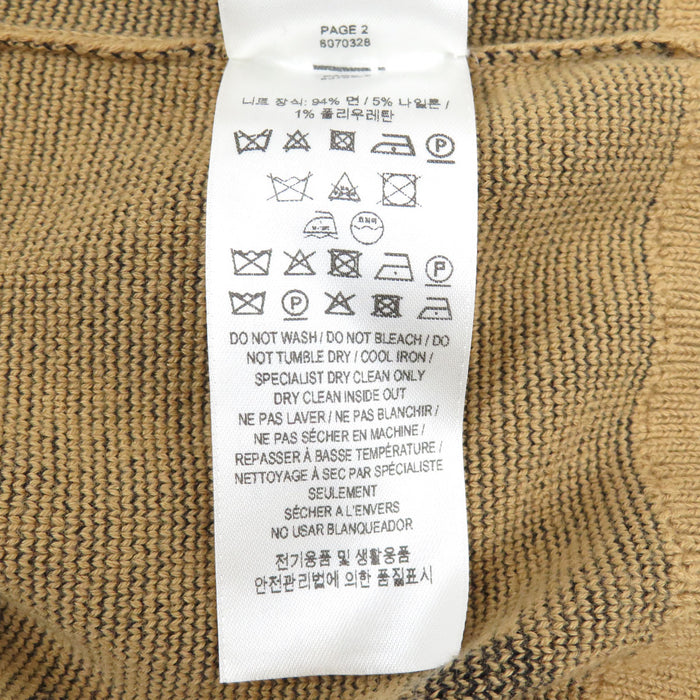 PAGE 2
8070328
니트 장식: 94% 면 / 5% 나일론 /
1% 폴리우레탄
P
P
P
DO NOT WASH / DO NOT BLEACH / DO
NOT TUMBLE DRY / COOL IRON /
SPECIALIST DRY CLEAN ONLY
DRY CLEAN INSIDE OUT
NE PAS LAVER / NE PAS BLANCHIR /
NE PAS SÉCHER EN MACHINE /
REPASSER À BASSE TEMPÉRATURE /
NETTOYAGE À SEC PAR SPÉCIALISTE
SEULEMENT
SÉCHER A L'ENVERS
NO USAR BLANQUEADOR
전기용품 및 생활용품
안전관리법에 의한 품질표시